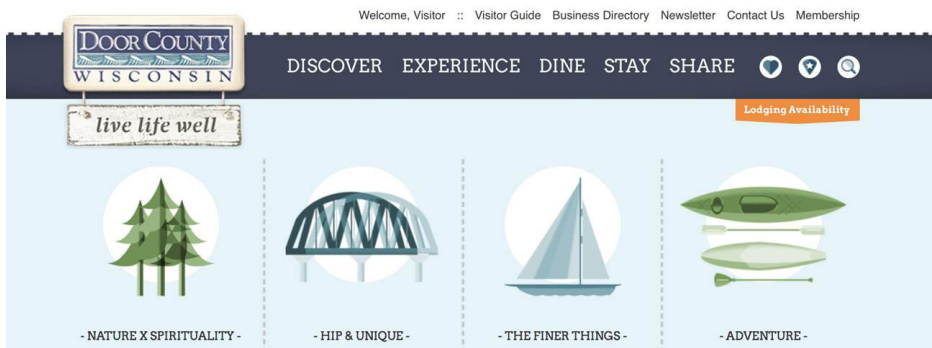 Welcome, Visitor :: Visitor Guide Business Directory Newsletter Contact Us Membership
DOOR COUNTY
WISCONSIN
live life well
DISCOVER EXPERIENCE DINE STAY SHARE
Lodging Availability
- NATURE X SPIRITUALITY - - HIP & UNIQUE - - THE FINER THINGS - - ADVENTURE -